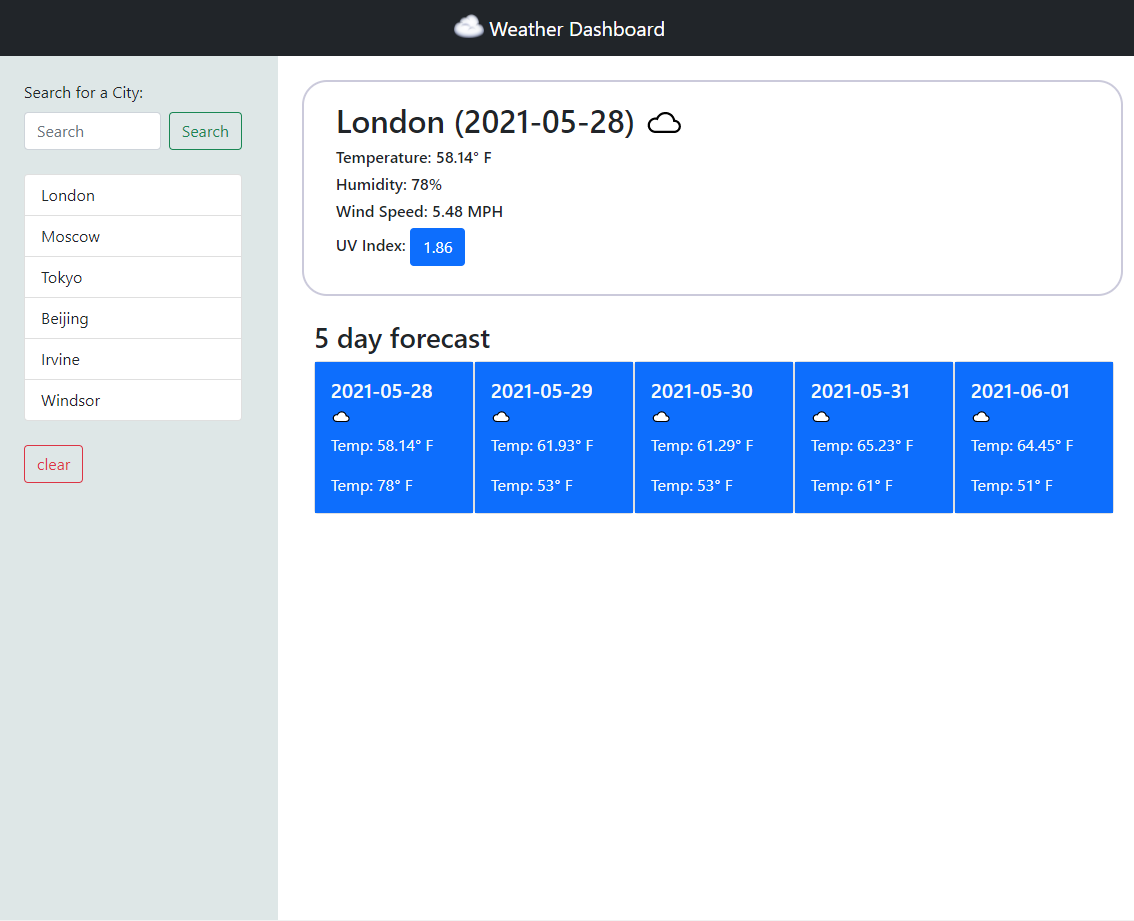 Weather Dashboard
Search for a City:
Search
Search
London
Moscow
Tokyo
Beijing
Irvine
Windsor
clear
London (2021-05-28)
Temperature: 58.14° F
Humidity: 78%
Wind Speed: 5.48 MPH
UV Index: 1.86
5 day forecast
2021-05-28
Temp: 58.14° F
Temp: 78° F
2021-05-29
Temp: 61.93° F
Temp: 53° F
2021-05-30
Temp: 61.29° F
Temp: 53° F
2021-05-31
Temp: 65.23° F
Temp: 61° F
2021-06-01
Temp: 64.45° F
Temp: 51° F